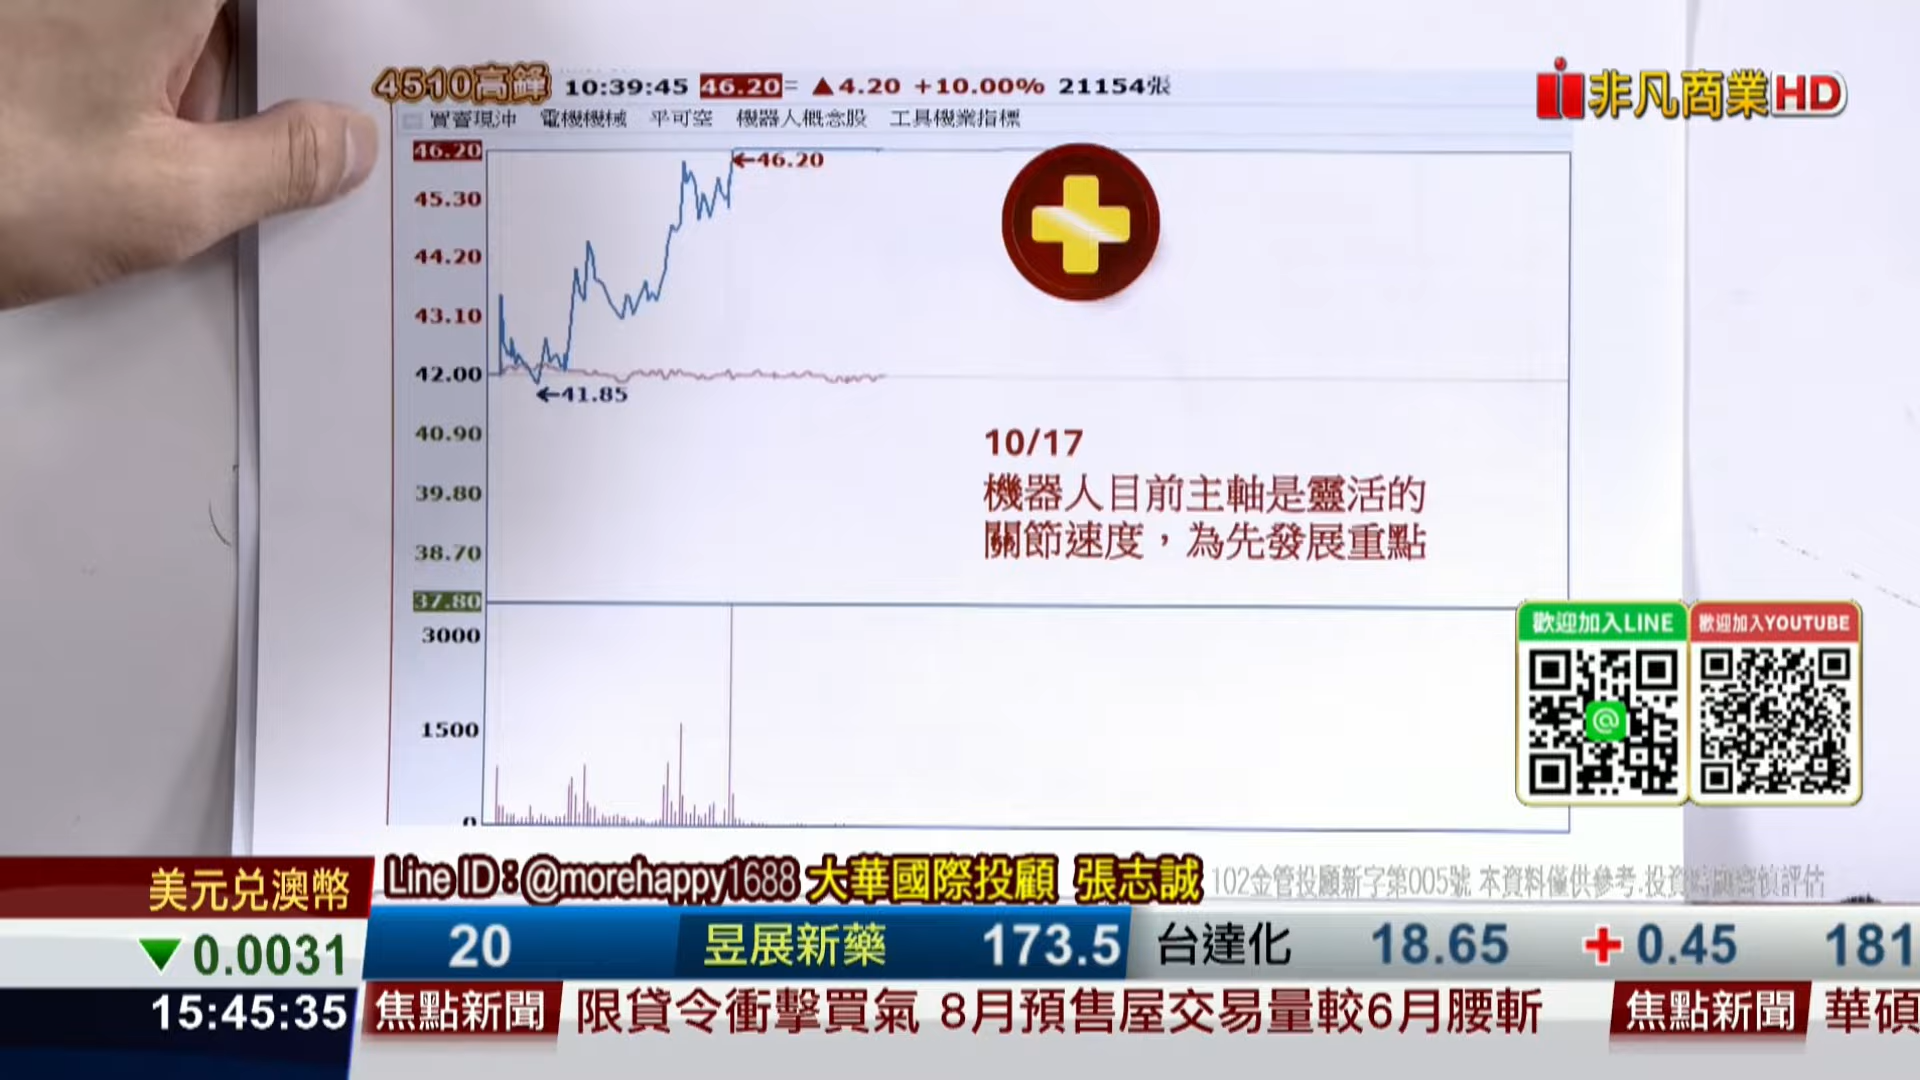 4510高鋒 10:39:45 46.20= ▲4.20 +10.00% 21154張
買賣現沖 電機機械 平可空 機器人概念股 工具機業指標
非凡商業HD
46.20
←46.20
45.30
44.20
43.10
42.00
←41.85
40.90
39.80
38.70
37.80
3000
1500
0
10/17
機器人目前主軸是靈活的
關節速度，為先發展重點
歡迎加入LINE
歡迎加入YOUTUBE
Line ID:@morehappy1688 大華國際投顧 張志誠
102金管投顧新字第005號 本資料僅供參考.投資
美元兌澳幣
▼0.0031
20 昱展新藥 173.5 台達化 18.65 + 0.45 181
15:45:35
焦點新聞 限貸令衝擊買氣 8月預售屋交易量較6月腰斬 焦點新聞 華碩